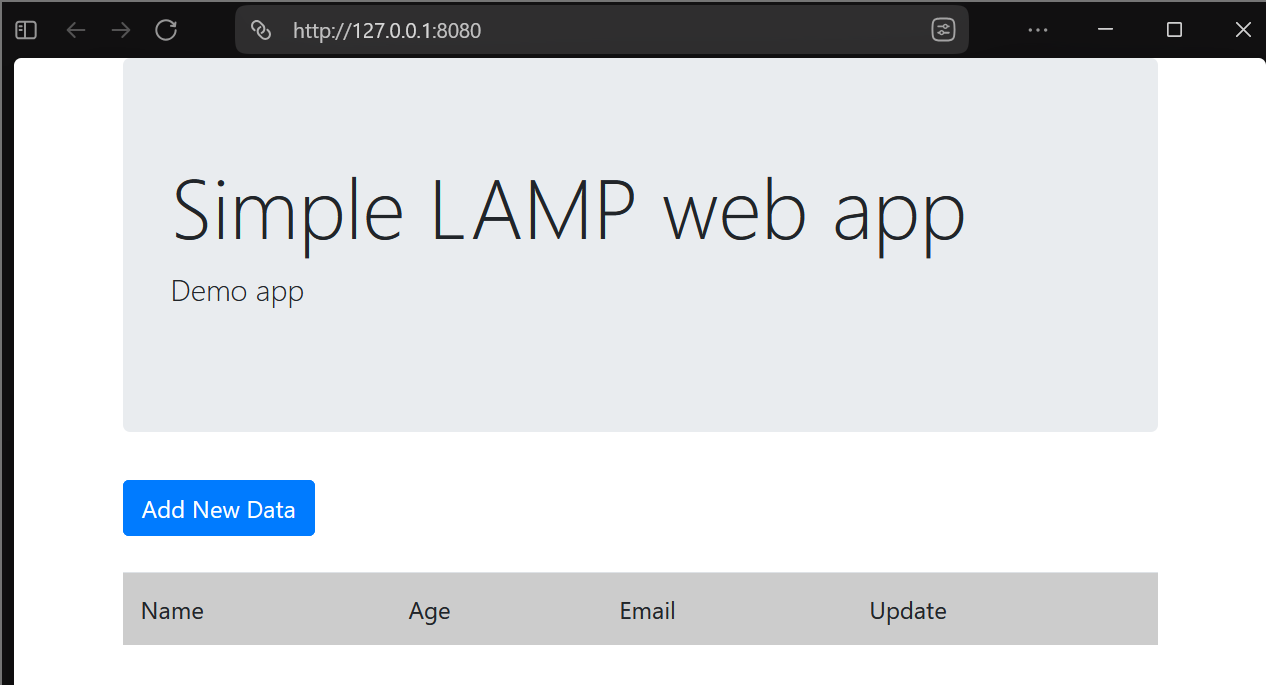 http://127.0.0.1:8080
Simple LAMP web app
Demo app
Add New Data
Name Age Email Update